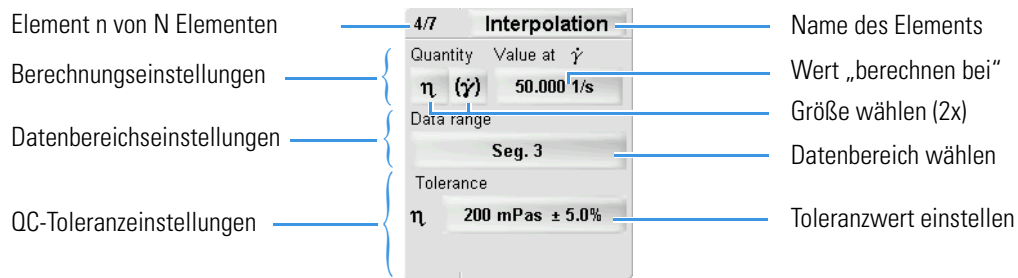 Element n von N Elementen
Berechnungseinstellungen
Datenbereichseinstellungen
QC-Toleranzeinstellungen
4/7 Interpolation
Quantity Value at γ̇
η (γ̇) 50.000 1/s
Data range
Seg. 3
Tolerance
η 200 mPas ± 5.0%
Name des Elements
Wert „berechnen bei"
Größe wählen (2x)
Datenbereich wählen
Toleranzwert einstellen